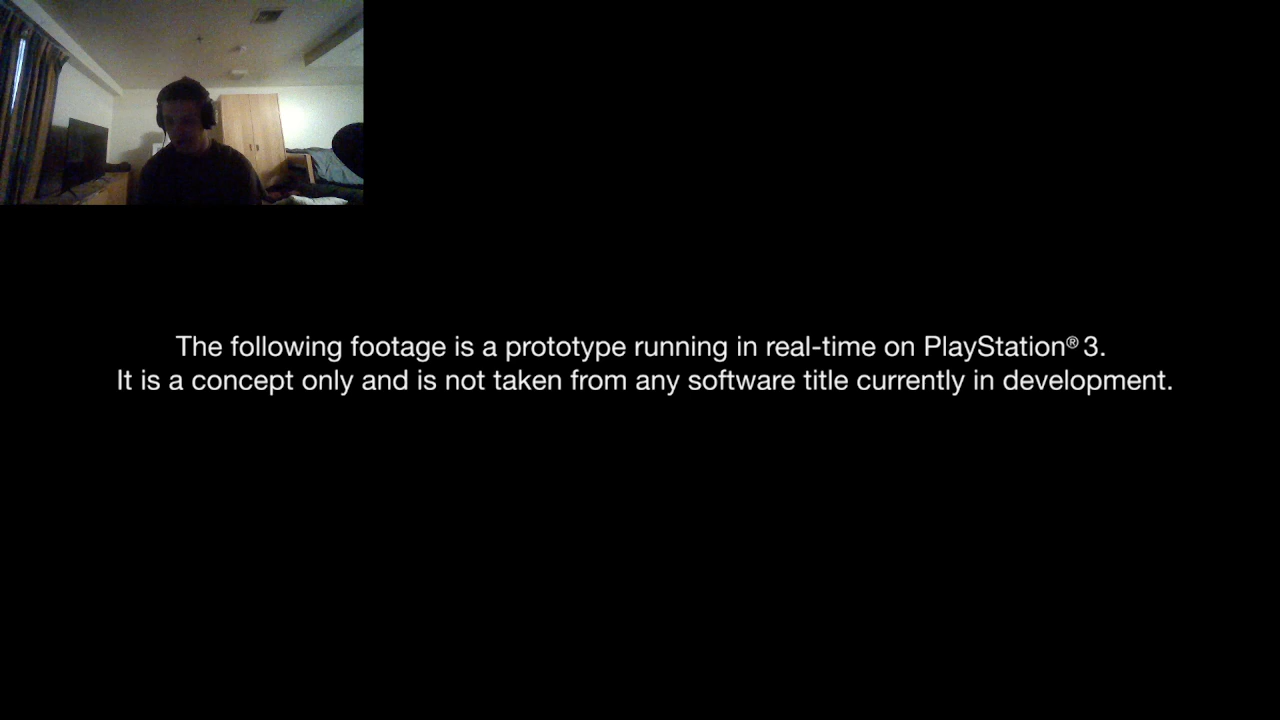 The following footage is a prototype running in real-time on PlayStation®3.
It is a concept only and is not taken from any software title currently in development.